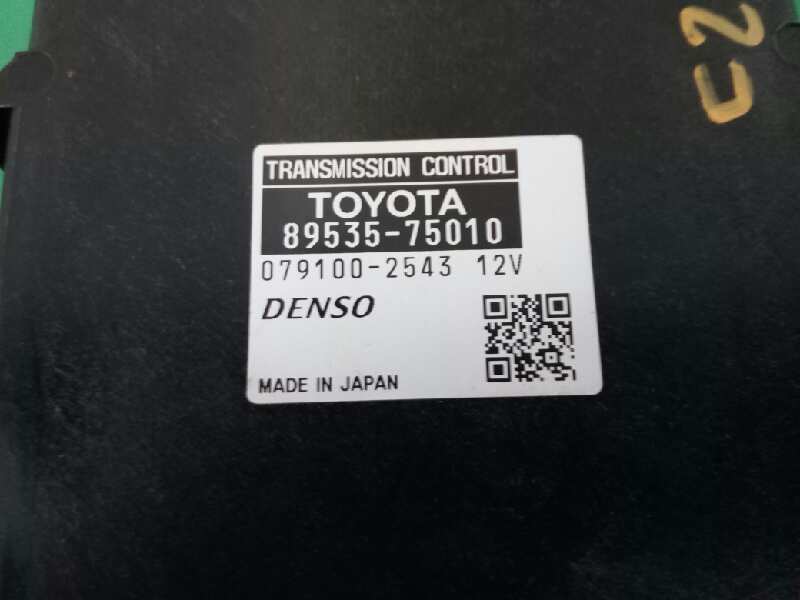 TRANSMISSION CONTROL
TOYOTA
89535-75010
079100-2543 12V
DENSO
MADE IN JAPAN